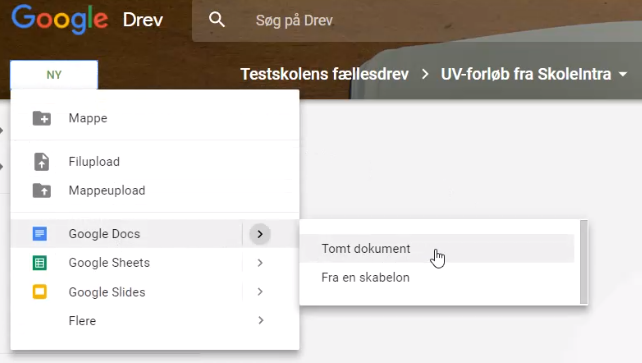 Google Drev
Søg på Drev
NY
Testskolens fællesdrev > UV-forløb fra SkoleIntra
Mappe
Filupload
Mappeupload
Google Docs
Tomt dokument
Google Sheets
Fra en skabelon
Google Slides
Flere